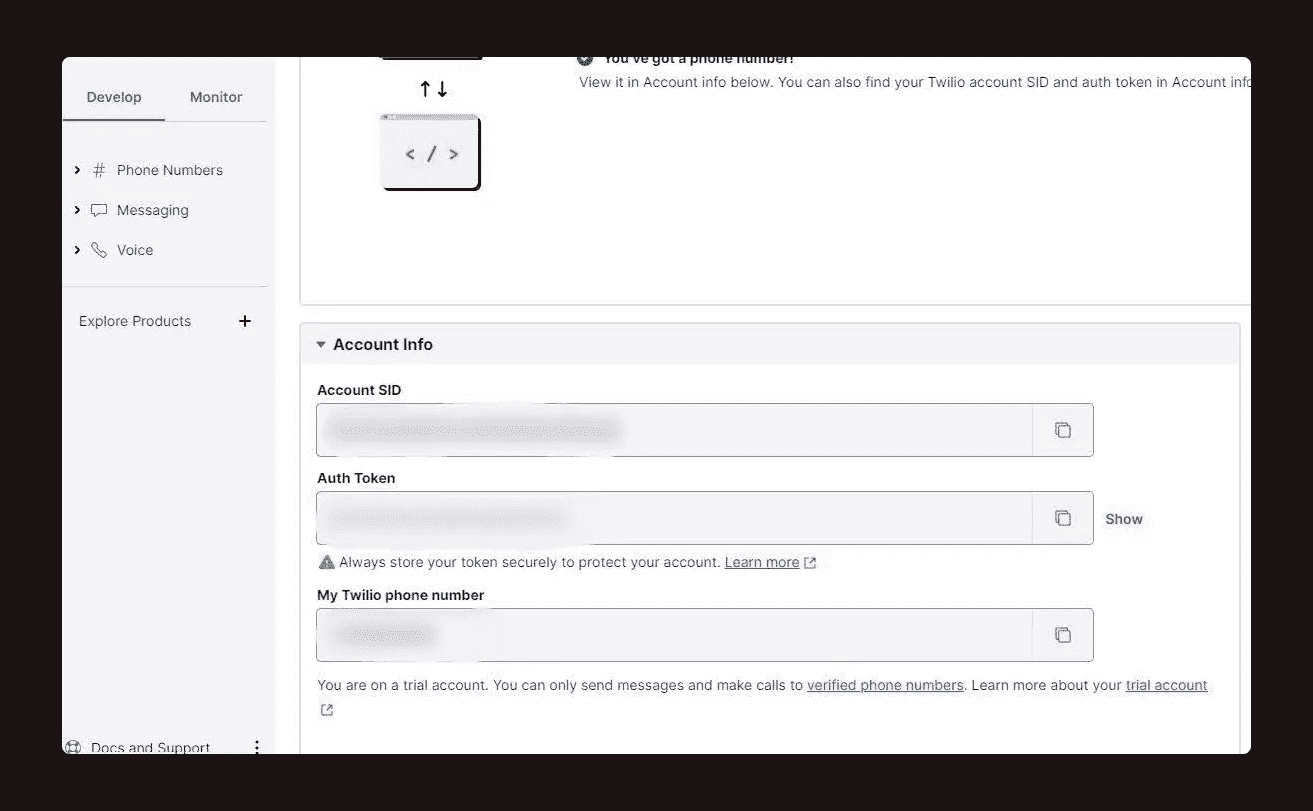 You've got a phone number!
View it in Account info below. You can also find your Twilio account SID and auth token in Account info
Develop
Monitor
< / >
Phone Numbers
Messaging
Voice
Explore Products
Account Info
Account SID
Auth Token
Show
Always store your token securely to protect your account. Learn more
My Twilio phone number
You are on a trial account. You can only send messages and make calls to verified phone numbers. Learn more about your trial account
Docs and Support